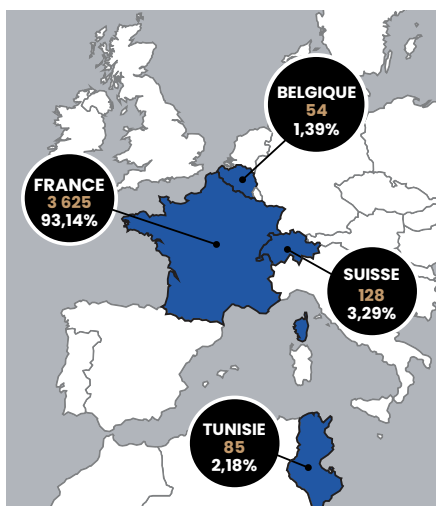 BELGIQUE
54
1,39%
FRANCE
3 625
93,14%
SUISSE
128
3,29%
TUNISIE
85
2,18%